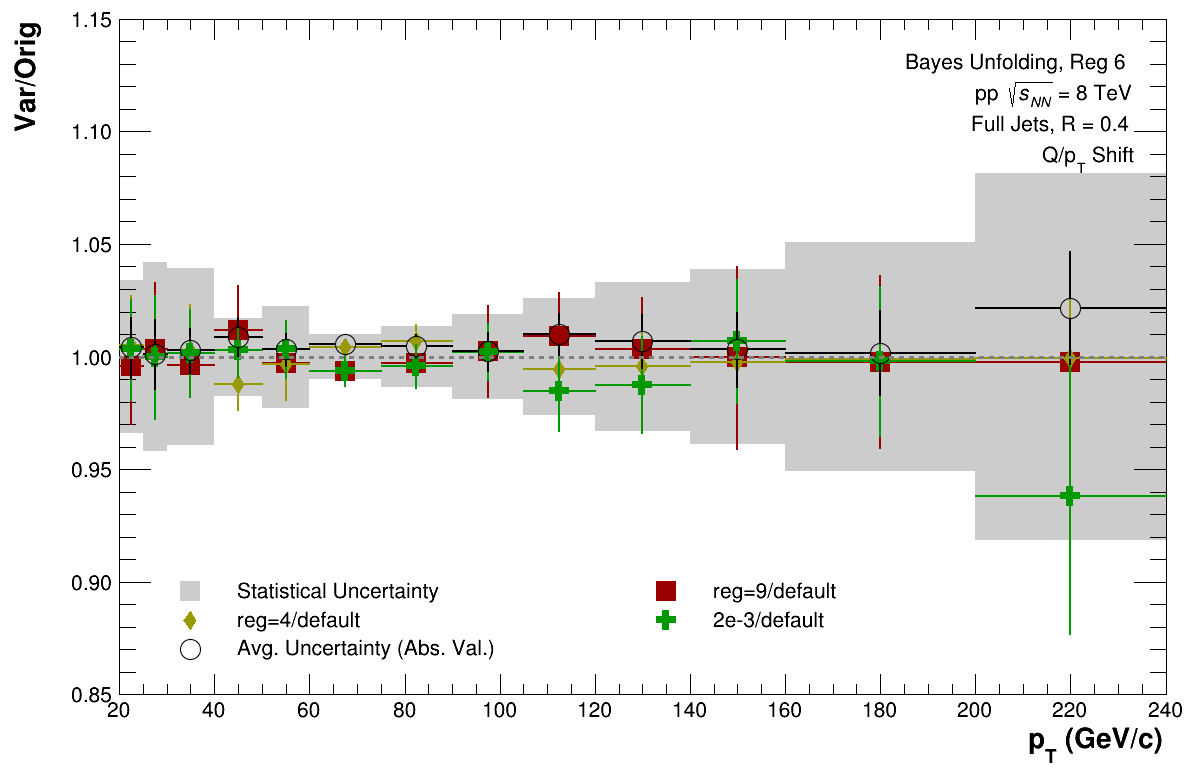 Var/Orig
1.15
1.10
1.05
1.00
0.95
0.90
0.85
Bayes Unfolding, Reg 6
pp √s_NN = 8 TeV
Full Jets, R = 0.4
Q/p_T Shift
Statistical Uncertainty
reg=9/default
reg=4/default
2e-3/default
Avg. Uncertainty (Abs. Val.)
20 40 60 80 100 120 140 160 180 200 220 240
p_T (GeV/c)